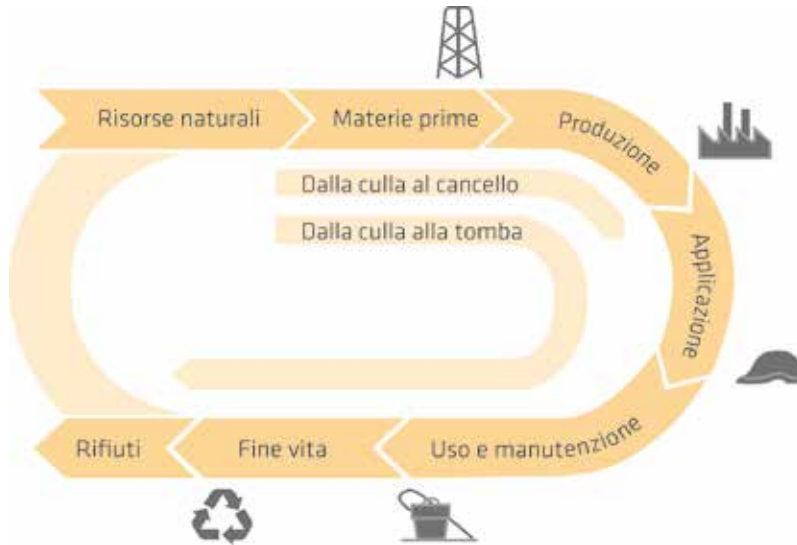 Risorse naturali
Materie prime
Produzione
Dalla culla al cancello
Dalla culla alla tomba
Applicazione
Uso e manutenzione
Fine vita
Rifiuti